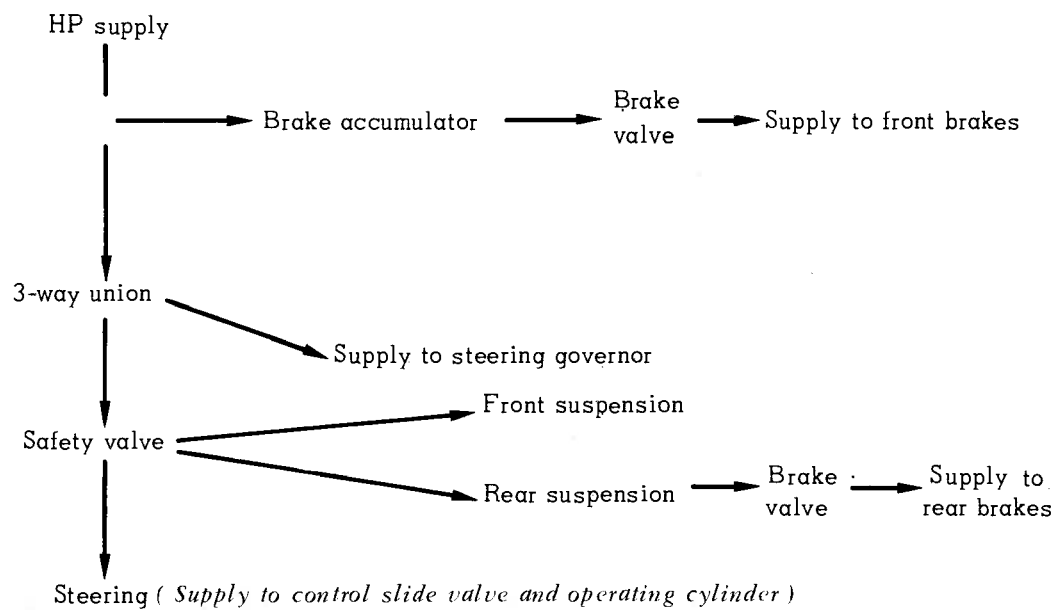 HP supply
Brake accumulator
Brake
valve
Supply to front brakes
3-way union
Supply to steering governor
Front suspension
Safety valve
Rear suspension
Brake
valve
Supply to
rear brakes
Steering ( Supply to control slide valve and operating cylinder )